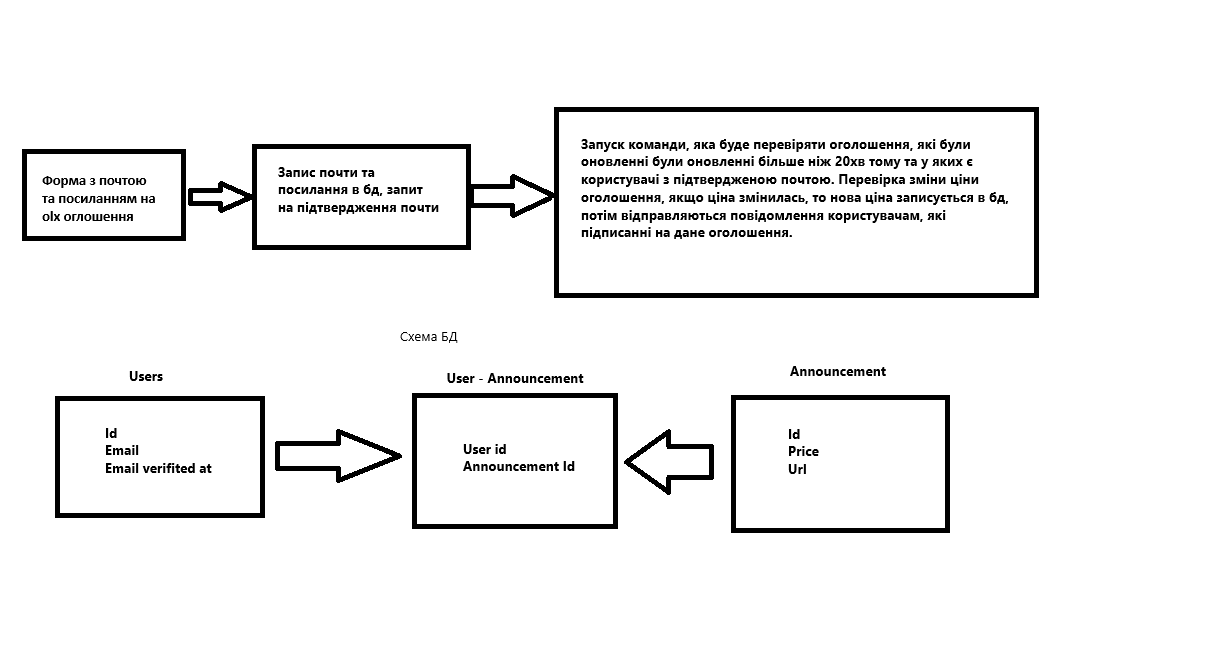 Форма з почтою
та посиланням на
olx оглошення
Запис почти та
посилання в бд, запит
на підтвердження почти
Запуск команди, яка буде перевіряти оголошення, які були
оновленні були оновленні більше ніж 20хв тому та у яких є
користувачі з підтвердженою почтою. Перевірка зміни ціни
оголошення, якщо ціна змінилась, то нова ціна записується в бд,
потім відправляються повідомлення користувачам, які
підписанні на дане оголошення.
Схема БД
Users
Id
Email
Email verifited at
User - Announcement
User id
Announcement Id
Announcement
Id
Price
Url